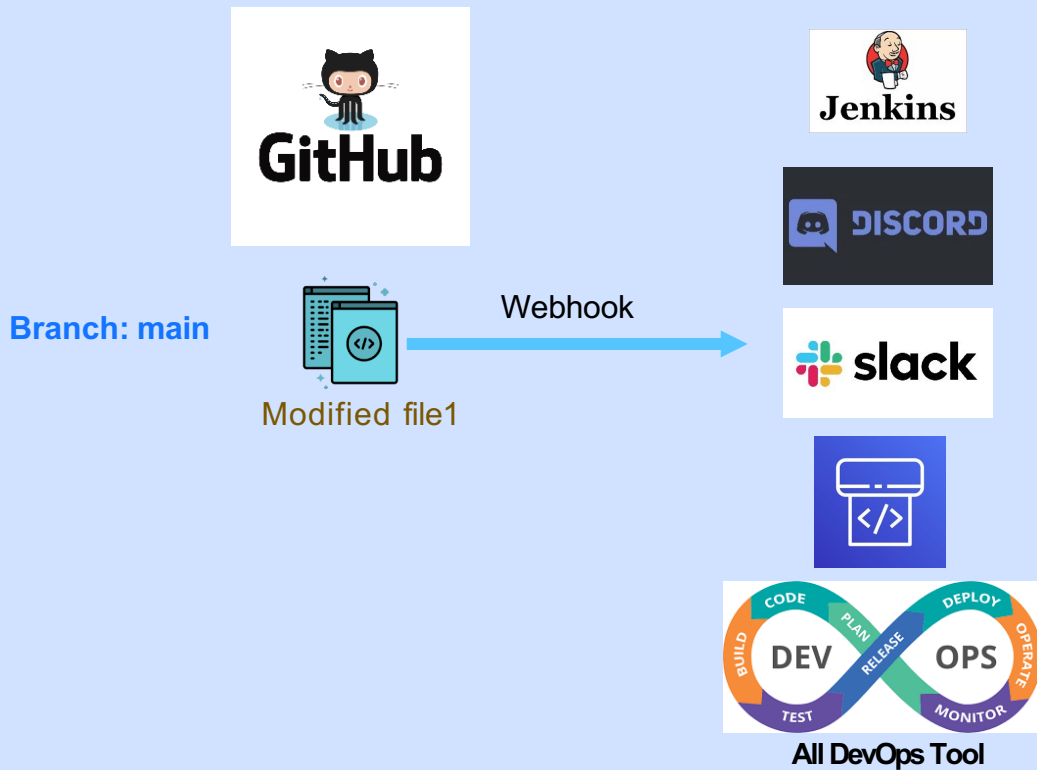 GitHub
Jenkins
DISCORD
Branch: main
Webhook
slack
Modified file1
</>
</>
CODE
DEPLOY
PLAN
BUILD
DEV
RELEASE
OPS
OPERATE
TEST
MONITOR
All DevOps Tool